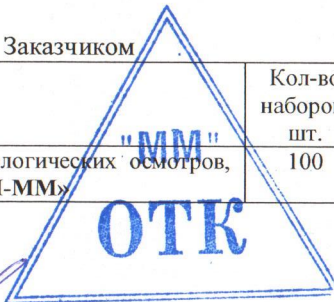 Заказчиком
Кол-во
наборов
шт.
логических осмотров,
100
-ММ»
"ММ"
ОТК